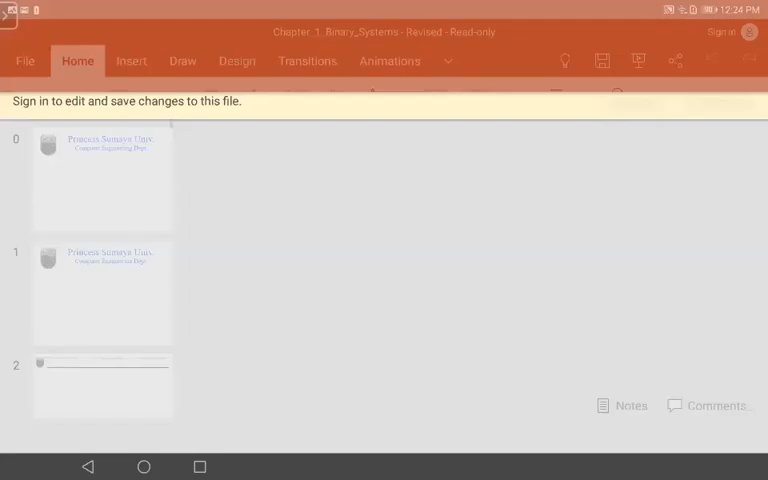 12:24 PM
Chapter_1_Binary_Systems - Revised - Read-only
Sign in
File
Home
Insert
Draw
Design
Transitions
Animations
Sign in to edit and save changes to this file.
0
Princess Sumaya Univ.
Computer Engineering Dept.
1
Princess Sumaya Univ.
Computer Engineering Dept.
2
Notes
Comments...